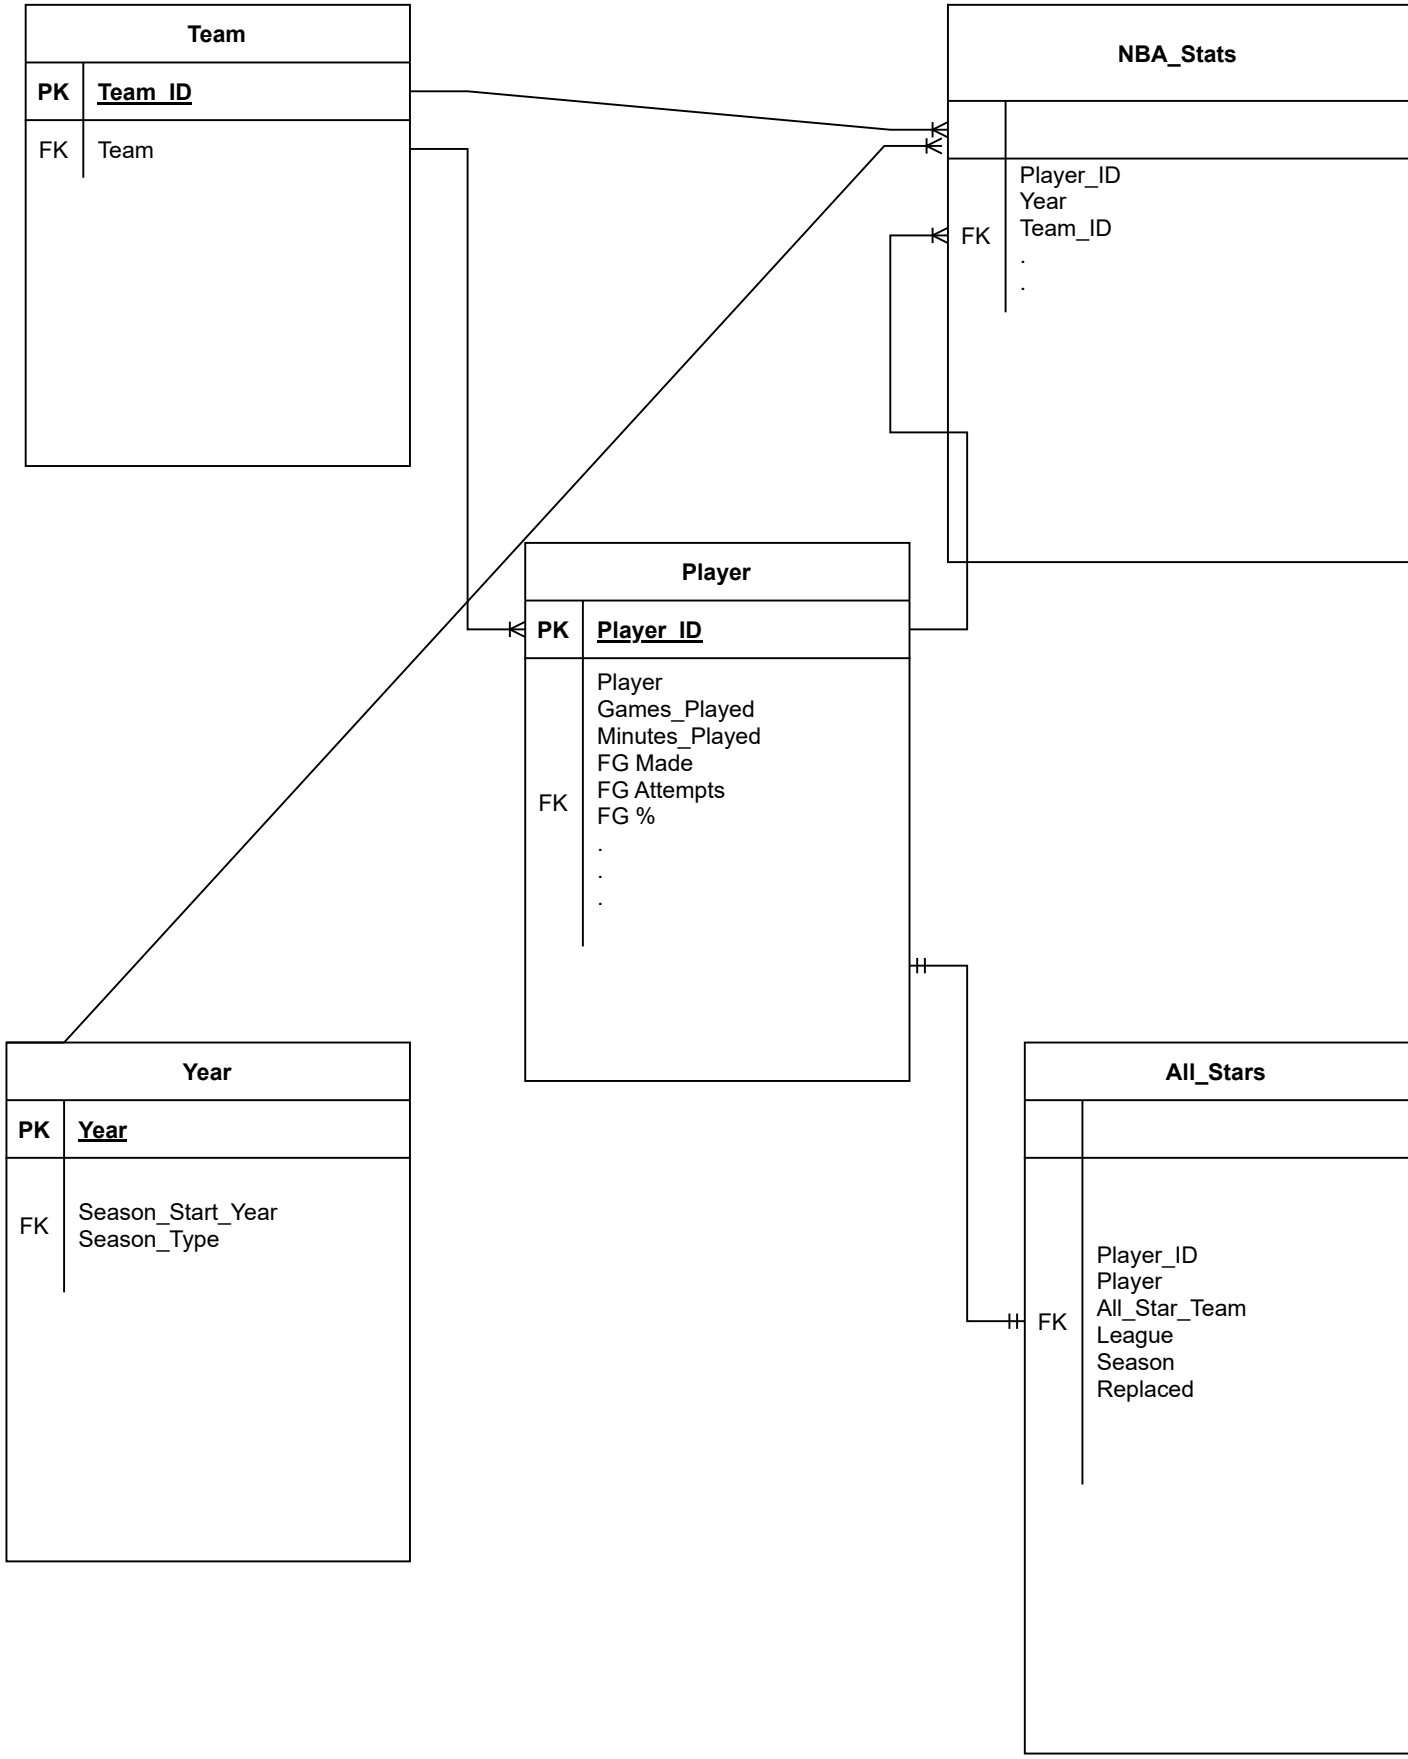 Team
PK Team_ID
FK Team
NBA_Stats
Player_ID
Year
FK Team_ID
.
.
Player
PK Player_ID
Player
Games_Played
Minutes_Played
FG Made
FG Attempts
FK FG %
.
.
.
Year
PK Year
FK Season_Start_Year
Season_Type
All_Stars
Player_ID
Player
All_Star_Team
FK League
Season
Replaced